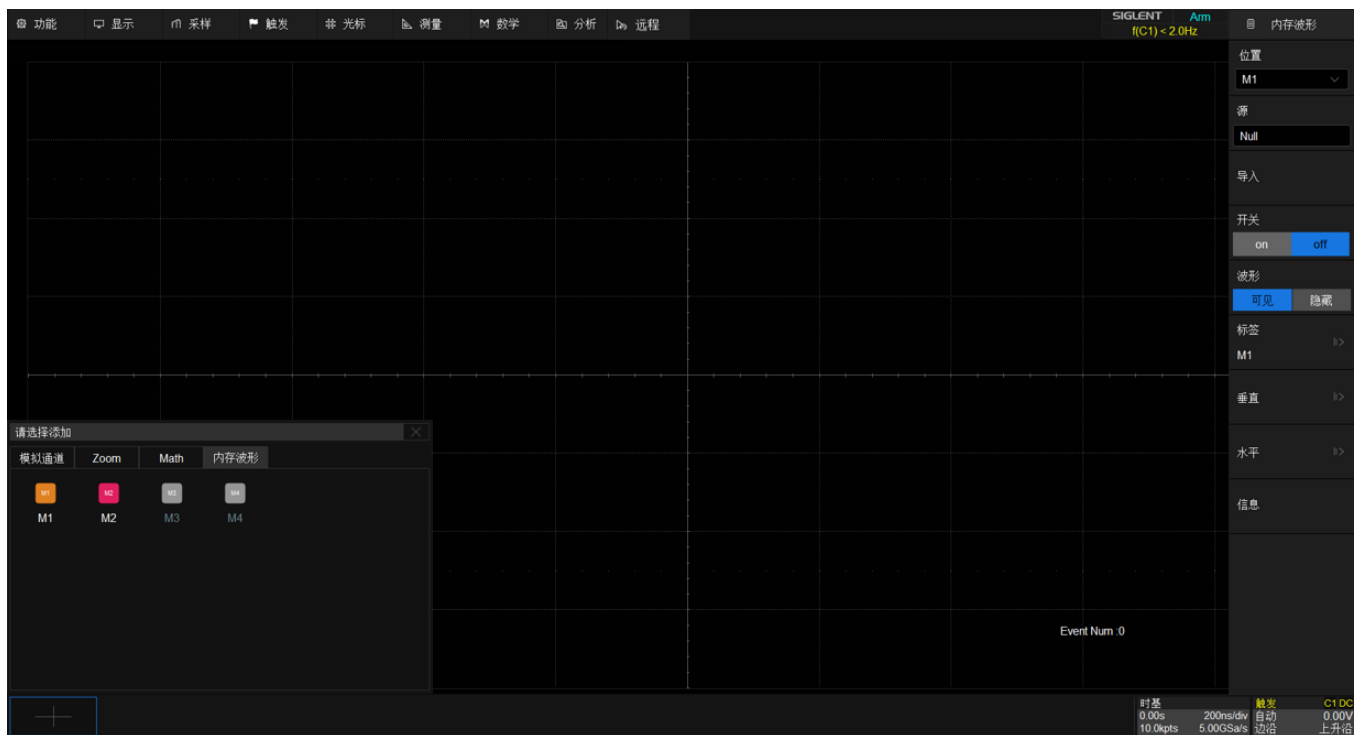 功能 显示 采样 触发 光标 测量 数学 分析 远程
SIGLENT Arm
f(C1) < 2.0Hz
内存波形
位置
M1
源
Null
导入
开关
on off
波形
可见 隐藏
标签
M1
垂直
水平
信息
请选择添加
模拟通道 Zoom Math 内存波形
M1 M2 M3 M4
M1 M2 M3 M4
Event Num :0
时基
0.00s 200ns/div
10.0kpts 5.00GSa/s
触发 C1 DC
自动 0.00V
边沿 上升沿